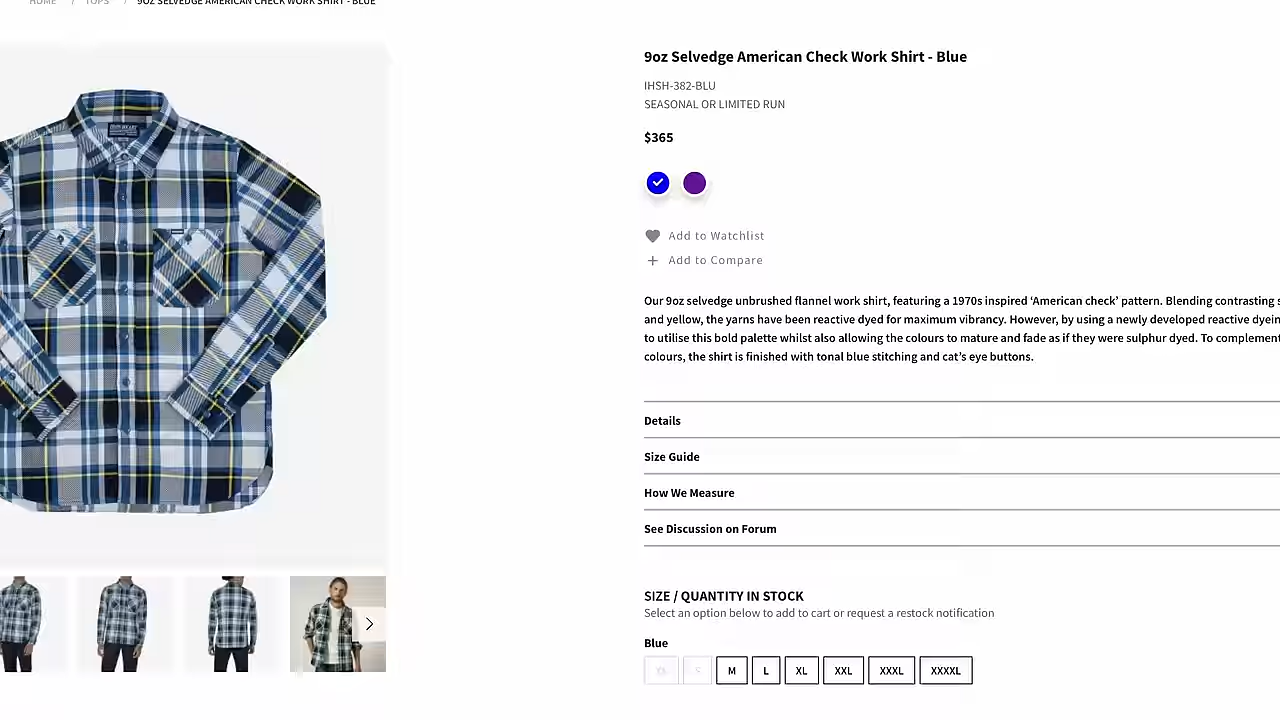 HOME / TOPS / 9OZ SELVEDGE AMERICAN CHECK WORK SHIRT - BLUE
9oz Selvedge American Check Work Shirt - Blue
IHSH-382-BLU
SEASONAL OR LIMITED RUN
$365
Add to Watchlist
Add to Compare
Our 9oz selvedge unbrushed flannel work shirt, featuring a 1970s inspired ‘American check’ pattern. Blending contrasting
and yellow, the yarns have been reactive dyed for maximum vibrancy. However, by using a newly developed reactive
to utilise this bold palette whilst also allowing the colours to mature and fade as if they were sulphur dyed. To
colours, the shirt is finished with tonal blue stitching and cat’s eye buttons.
Details
Size Guide
How We Measure
See Discussion on Forum
SIZE / QUANTITY IN STOCK
Select an option below to add to cart or request a restock notification
Blue
XS S M L XL XXL XXXL XXXXL